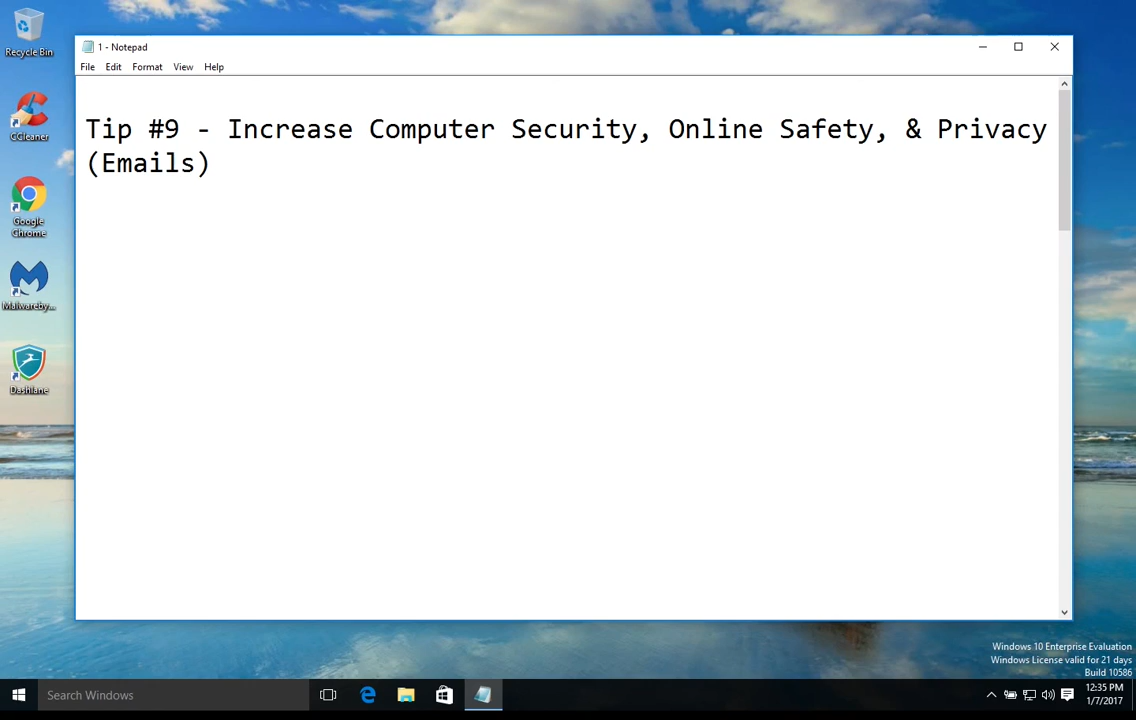 Recycle Bin
CCleaner
Google
Chrome
Malwareby...
Dashlane
1 - Notepad
File Edit Format View Help
Tip #9 - Increase Computer Security, Online Safety, & Privacy
(Emails)
Windows 10 Enterprise Evaluation
Windows License valid for 21 days
Build 10586
Search Windows
12:35 PM
1/7/2017